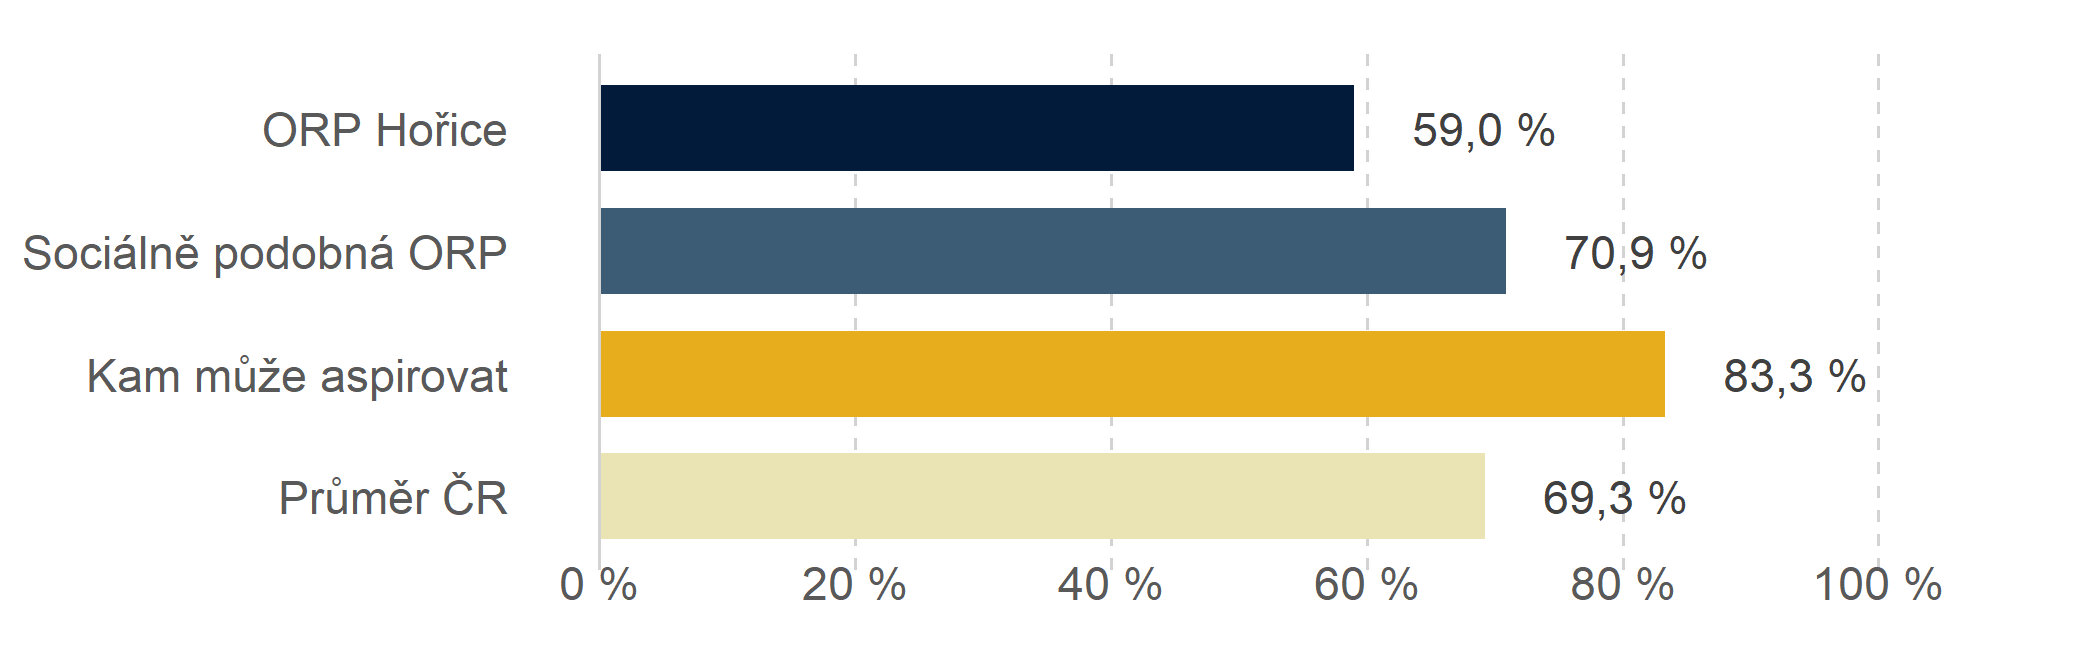 ORP Hořice 59,0 %
Sociálně podobná ORP 70,9 %
Kam může aspirovat 83,3 %
Průměr ČR 69,3 %
0 % 20 % 40 % 60 % 80 % 100 %